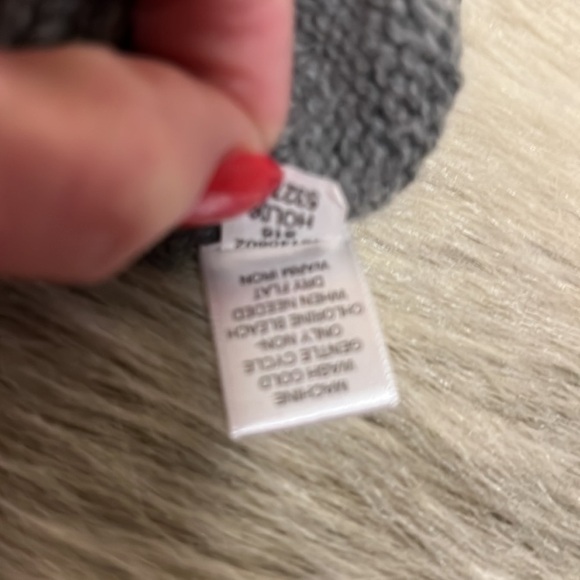 MACHINE
WASH COLD
GENTLE CYCLE
ONLY NON-
CHLORINE BLEACH
WHEN NEEDED
DRY FLAT
WARM IRON